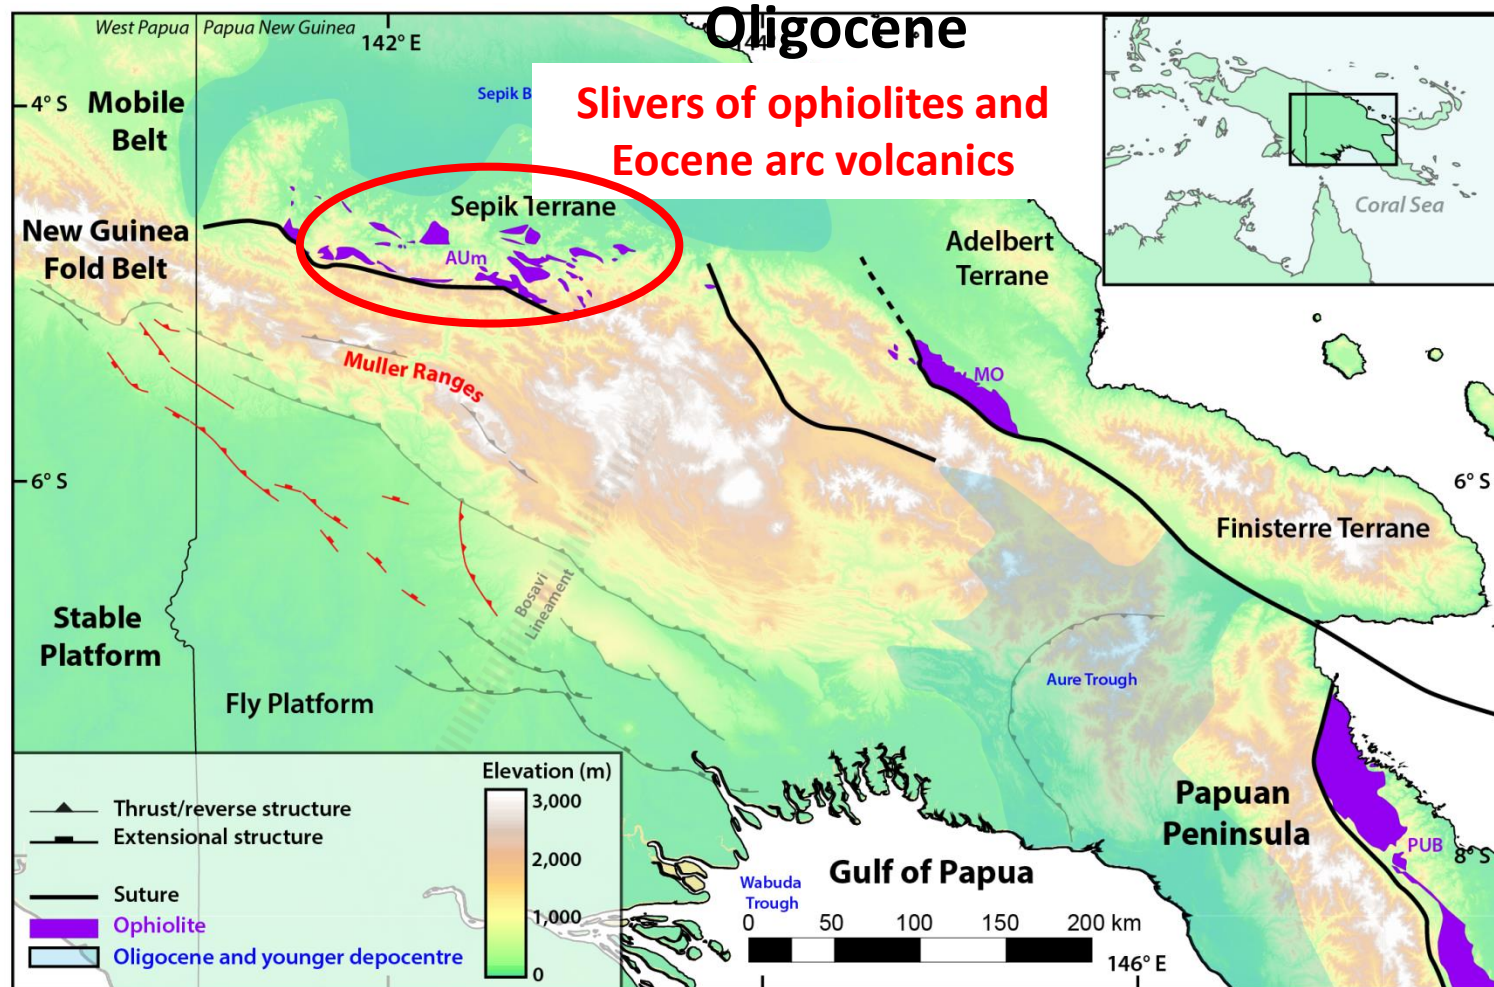 Oligocene
West Papua
Papua New Guinea
142° E
144°
4° S
Mobile
Belt
Sepik B
Slivers of ophiolites and
Eocene arc volcanics
Coral Sea
Sepik Terrane
New Guinea
Fold Belt
AUm
Adelbert
Terrane
Muller Ranges
MO
6° S
6° S
Finisterre Terrane
Bosavi
Lineament
Stable
Platform
Fly Platform
Aure Trough
Papuan
Peninsula
PUB
8° S
Gulf of Papua
Wabuda
Trough
0 50 100 150 200 km
146° E
Elevation (m)
3,000
2,000
1,000
0
Thrust/reverse structure
Extensional structure
Suture
Ophiolite
Oligocene and younger depocentre